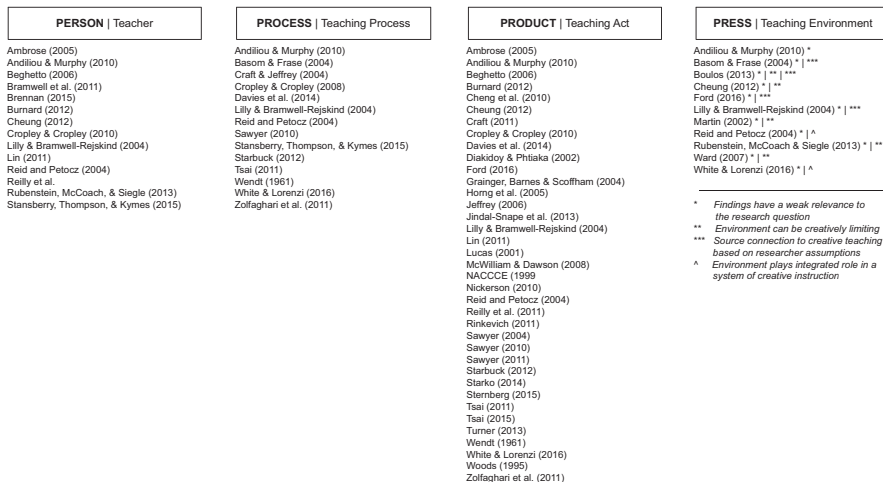 PERSON | Teacher
Ambrose (2005)
Andiliou & Murphy (2010)
Beghetto (2006)
Bramwell et al. (2011)
Brennan (2015)
Burnard (2012)
Cheung (2012)
Cropley & Cropley (2010)
Lilly & Bramwell-Rejskind (2004)
Lin (2011)
Reid and Petocz (2004)
Reilly et al.
Rubenstein, McCoach, & Siegle (2013)
Stansberry, Thompson, & Kymes (2015)
PROCESS | Teaching Process
Andiliou & Murphy (2010)
Basom & Frase (2004)
Craft & Jeffrey (2004)
Cropley & Cropley (2008)
Davies et al. (2014)
Lilly & Bramwell-Rejskind (2004)
Reid and Petocz (2004)
Sawyer (2010)
Stansberry, Thompson, & Kymes (2015)
Starbuck (2012)
Tsai (2011)
Wendt (1961)
White & Lorenzi (2016)
Zolfaghari et al. (2011)
PRODUCT | Teaching Act
Ambrose (2005)
Andiliou & Murphy (2010)
Beghetto (2006)
Burnard (2012)
Cheng et al. (2010)
Cheung (2012)
Craft (2011)
Cropley & Cropley (2010)
Davies et al. (2014)
Diakidoy & Phtiaka (2002)
Ford (2016)
Grainger, Barnes & Scoffham (2004)
Horng et al. (2005)
Jeffrey (2006)
Jindal-Snape et al. (2013)
Lilly & Bramwell-Rejskind (2004)
Lin (2011)
Lucas (2001)
McWilliam & Dawson (2008)
NACCCE (1999
Nickerson (2010)
Reid and Petocz (2004)
Reilly et al. (2011)
Rinkevich (2011)
Sawyer (2004)
Sawyer (2010)
Sawyer (2011)
Starbuck (2012)
Starko (2014)
Sternberg (2015)
Tsai (2011)
Tsai (2015)
Turner (2013)
Wendt (1961)
White & Lorenzi (2016)
Woods (1995)
Zolfaghari et al. (2011)
PRESS | Teaching Environment
Andiliou & Murphy (2010) *
Basom & Frase (2004) * | ***
Boulos (2013) * | ** | ***
Cheung (2012) * | **
Ford (2016) * | ***
Lilly & Bramwell-Rejskind (2004) * | ***
Martin (2002) * | **
Reid and Petocz (2004) * | ^
Rubenstein, McCoach & Siegle (2013) * | **
Ward (2007) * | **
White & Lorenzi (2016) * | ^
* Findings have a weak relevance to
the research question
** Environment can be creatively limiting
*** Source connection to creative teaching
based on researcher assumptions
^ Environment plays integrated role in a
system of creative instruction